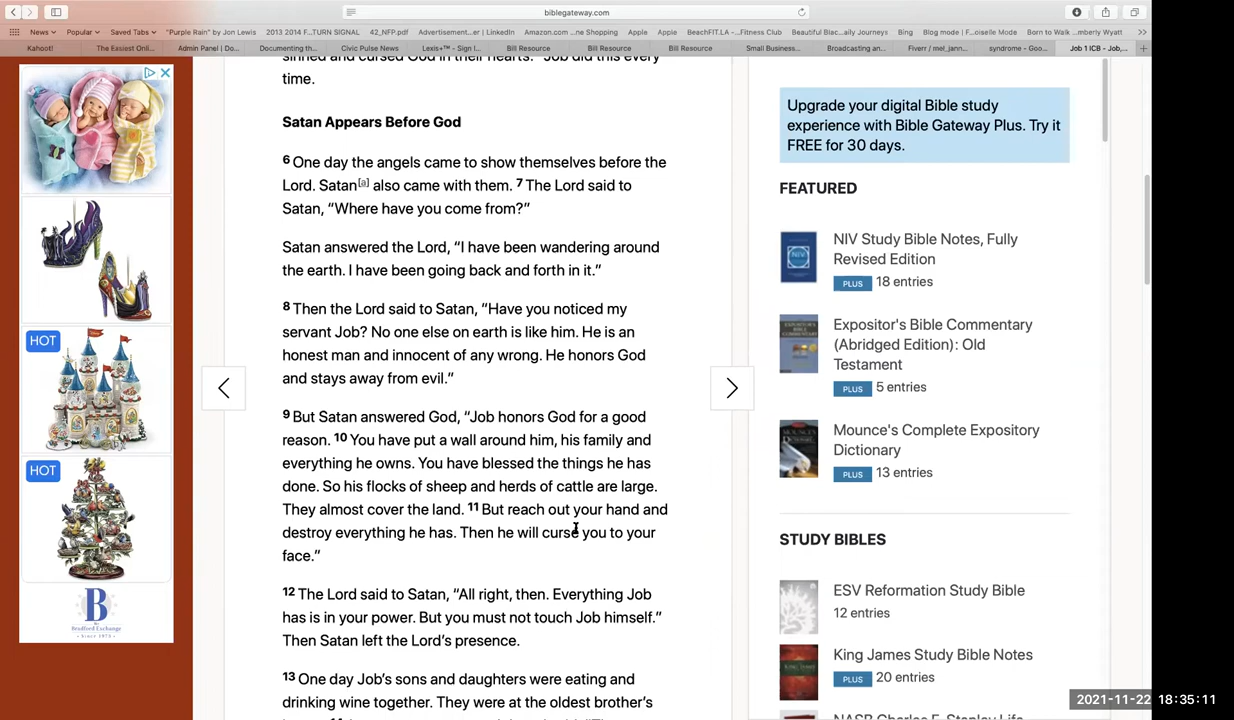 biblegateway.com
News
Popular
Saved Tabs
"Purple Rain" by Jon Lewis
2013 2014 F...TURN SIGNAL
42_NFP.pdf
Advertisement...er | LinkedIn
Amazon.com ...ne Shopping
Apple
Apple
BeachFIT.LA ...Fitness Club
Beautiful Blac...aily Journeys
Bing
Blog mode | F...oiselle Mode
Born to Walk ...mberly Wyatt
Kahoot!
The Easiest Onli...
Admin Panel | Do...
Documenting th...
Civic Pulse News
Lexis+™ - Sign I...
Bill Resource
Bill Resource
Bill Resource
Small Business...
Broadcasting an...
Fiverr / mel_jann...
syndrome - Goo...
Job 1 ICB - Job,...
sinned and cursed God in their hearts." Job did this every
time.
Satan Appears Before God
6 One day the angels came to show themselves before the
Lord. Satan[a] also came with them. 7 The Lord said to
Satan, “Where have you come from?”
Satan answered the Lord, “I have been wandering around
the earth. I have been going back and forth in it.”
8 Then the Lord said to Satan, “Have you noticed my
servant Job? No one else on earth is like him. He is an
honest man and innocent of any wrong. He honors God
and stays away from evil.”
9 But Satan answered God, “Job honors God for a good
reason. 10 You have put a wall around him, his family and
everything he owns. You have blessed the things he has
done. So his flocks of sheep and herds of cattle are large.
They almost cover the land. 11 But reach out your hand and
destroy everything he has. Then he will curse you to your
face.”
12 The Lord said to Satan, “All right, then. Everything Job
has is in your power. But you must not touch Job himself.”
Then Satan left the Lord’s presence.
13 One day Job’s sons and daughters were eating and
drinking wine together. They were at the oldest brother’s
Upgrade your digital Bible study
experience with Bible Gateway Plus. Try it
FREE for 30 days.
FEATURED
NIV Study Bible Notes, Fully
Revised Edition
PLUS 18 entries
Expositor's Bible Commentary
(Abridged Edition): Old
Testament
PLUS 5 entries
Mounce's Complete Expository
Dictionary
PLUS 13 entries
STUDY BIBLES
ESV Reformation Study Bible
12 entries
King James Study Bible Notes
PLUS 20 entries
HOT
HOT
B
Bradford Exchange
2021-11-22 18:35:11